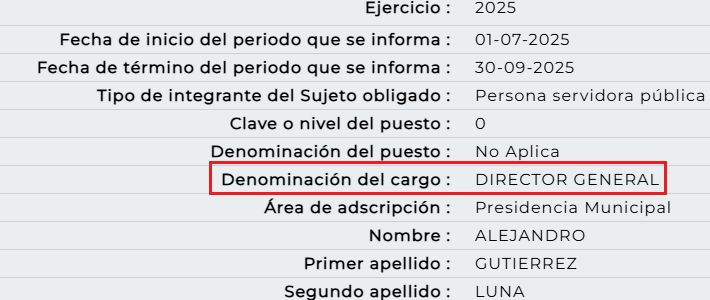 Ejercicio : 2025
Fecha de inicio del periodo que se informa : 01-07-2025
Fecha de término del periodo que se informa : 30-09-2025
Tipo de integrante del Sujeto obligado : Persona servidora pública
Clave o nivel del puesto : 0
Denominación del puesto : No Aplica
Denominación del cargo : DIRECTOR GENERAL
Área de adscripción : Presidencia Municipal
Nombre : ALEJANDRO
Primer apellido : GUTIERREZ
Segundo apellido : LUNA